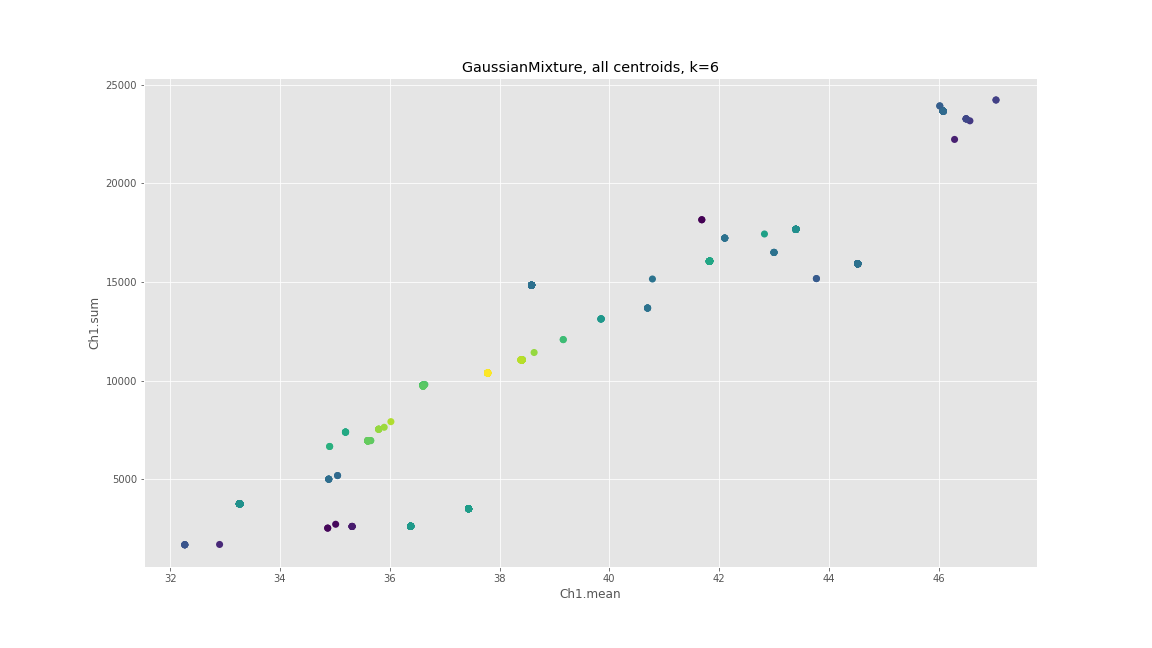 GaussianMixture, all centroids, k=6
25000
20000
15000
10000
5000
Ch1.sum
32 34 36 38 40 42 44 46
Ch1.mean